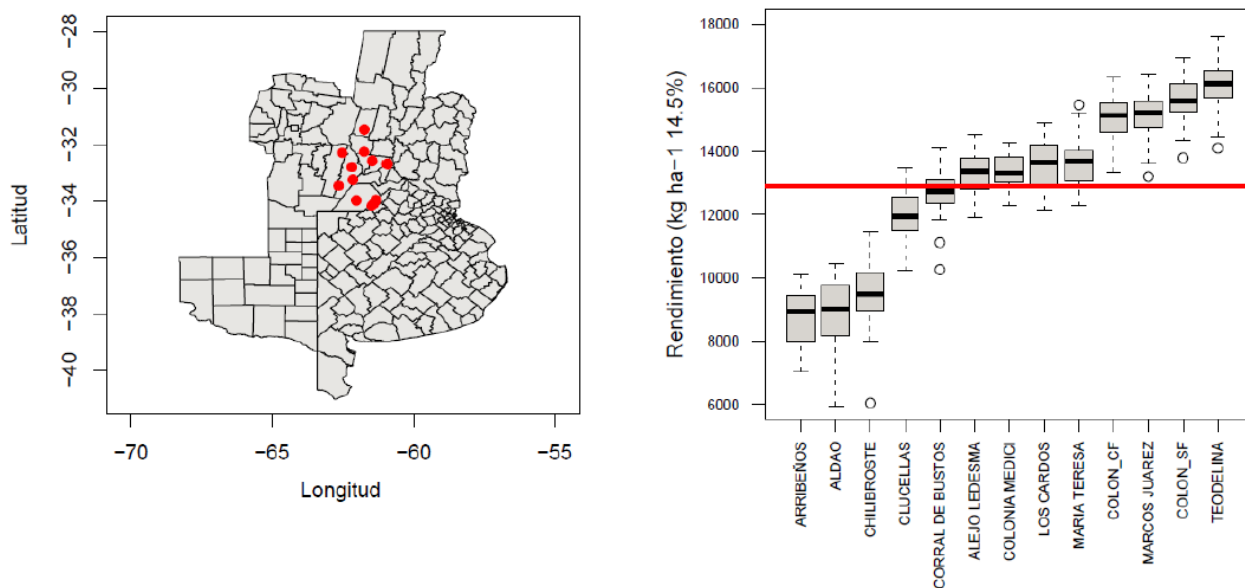 Latitud
−28
−30
−32
−34
−36
−38
−40
−70
−65
−60
−55
Longitud
Rendimiento (kg ha−1 14.5%)
18000
16000
14000
12000
10000
8000
6000
ARRIBEÑOS
ALDAO
CHILIBROSTE
CLUCELLAS
CORRAL DE BUSTOS
ALEJO LEDESMA
COLONIA MEDICI
LOS CARDOS
MARIA TERESA
COLON_CF
MARCOS JUAREZ
COLON_SF
TEODELINA